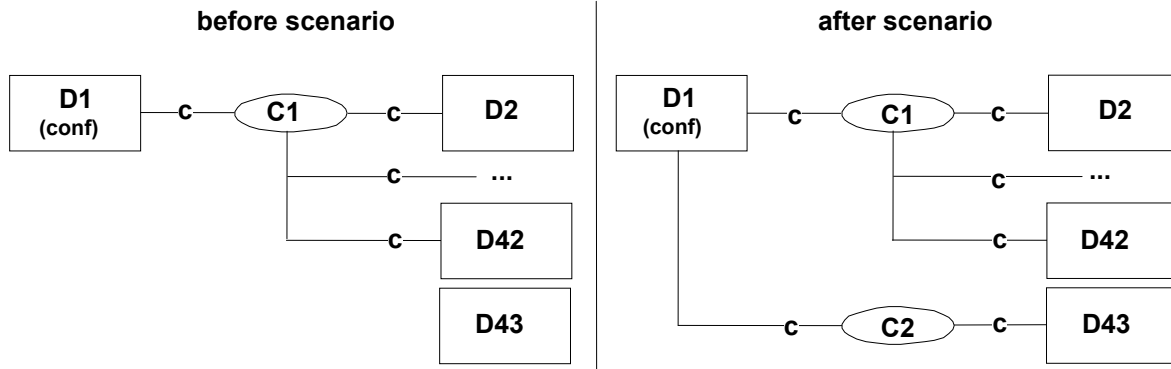 before scenario
D1
(conf)
c
C1
c
D2
c
...
c
D42
D43
after scenario
D1
(conf)
c
C1
c
D2
c
...
c
D42
c
C2
c
D43